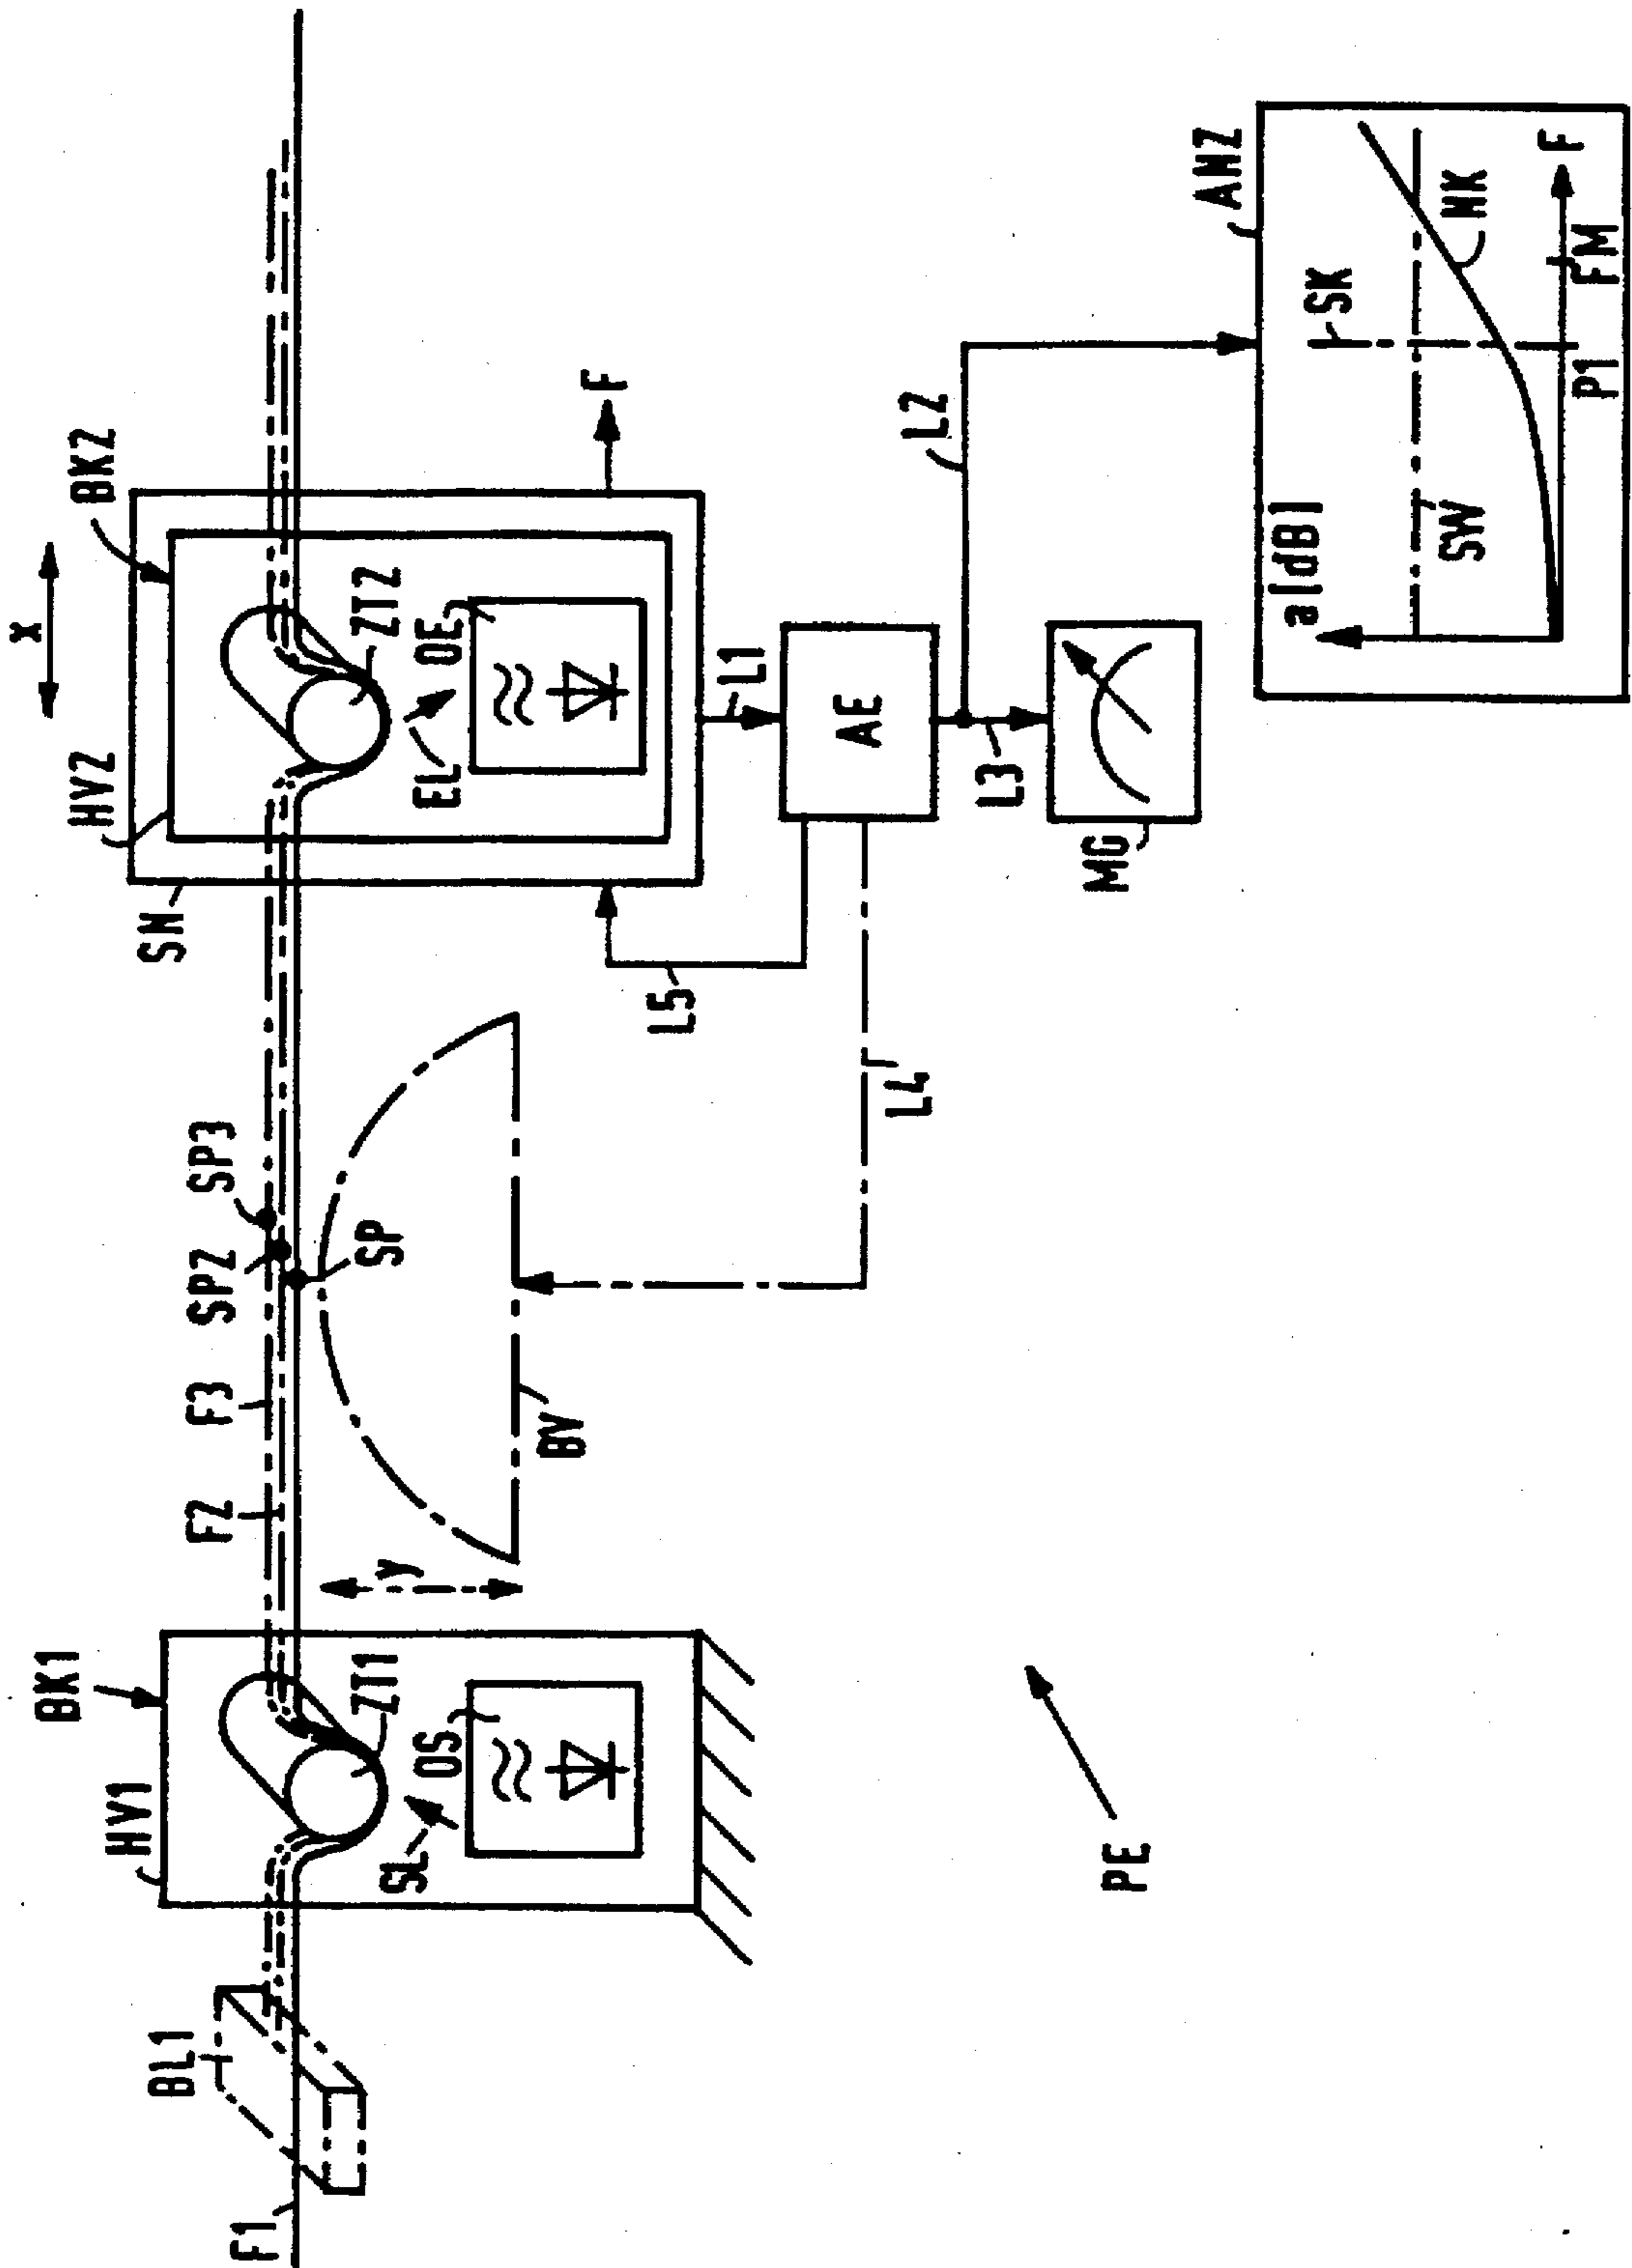 x
BK2
HV2
SN
ZT2
OE
EL
F
L1
AE
L2
L3
MG
L5
L4
ANZ
a[dB]
SK
SW
MK
P1
FM
F
SP3
SP2
SP
F3
F2
BV
y
BK1
HV1
ZT1
OS
SL
BL1
F1
PE